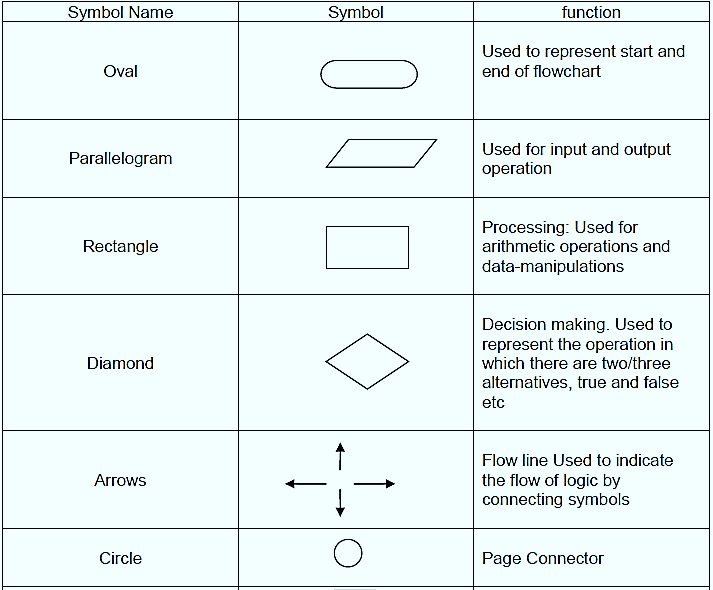 Symbol Name
Symbol
function
Oval
Used to represent start and
end of flowchart
Parallelogram
Used for input and output
operation
Rectangle
Processing: Used for
arithmetic operations and
data-manipulations
Diamond
Decision making. Used to
represent the operation in
which there are two/three
alternatives, true and false
etc
Arrows
Flow line Used to indicate
the flow of logic by
connecting symbols
Circle
Page Connector